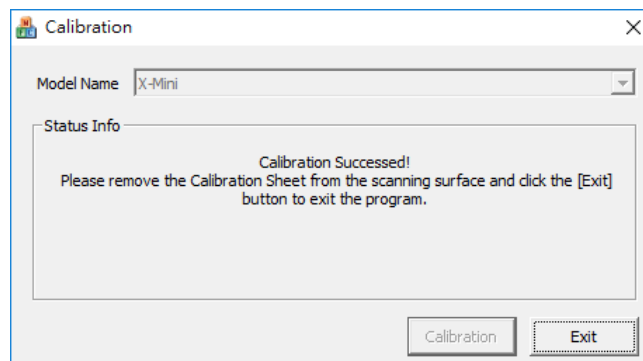 Calibration
Model Name X-Mini
Status Info
Calibration Successed!
Please remove the Calibration Sheet from the scanning surface and click the [Exit]
button to exit the program.
Calibration Exit